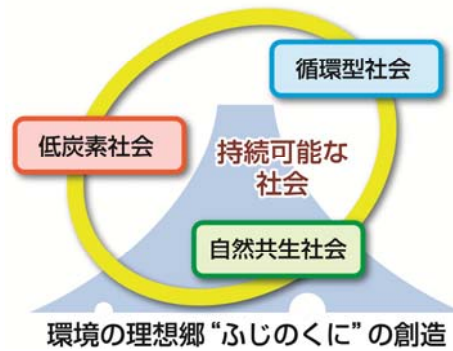 循環型社会
低炭素社会
持続可能な
社会
自然共生社会
環境の理想郷“ふじのくに”の創造